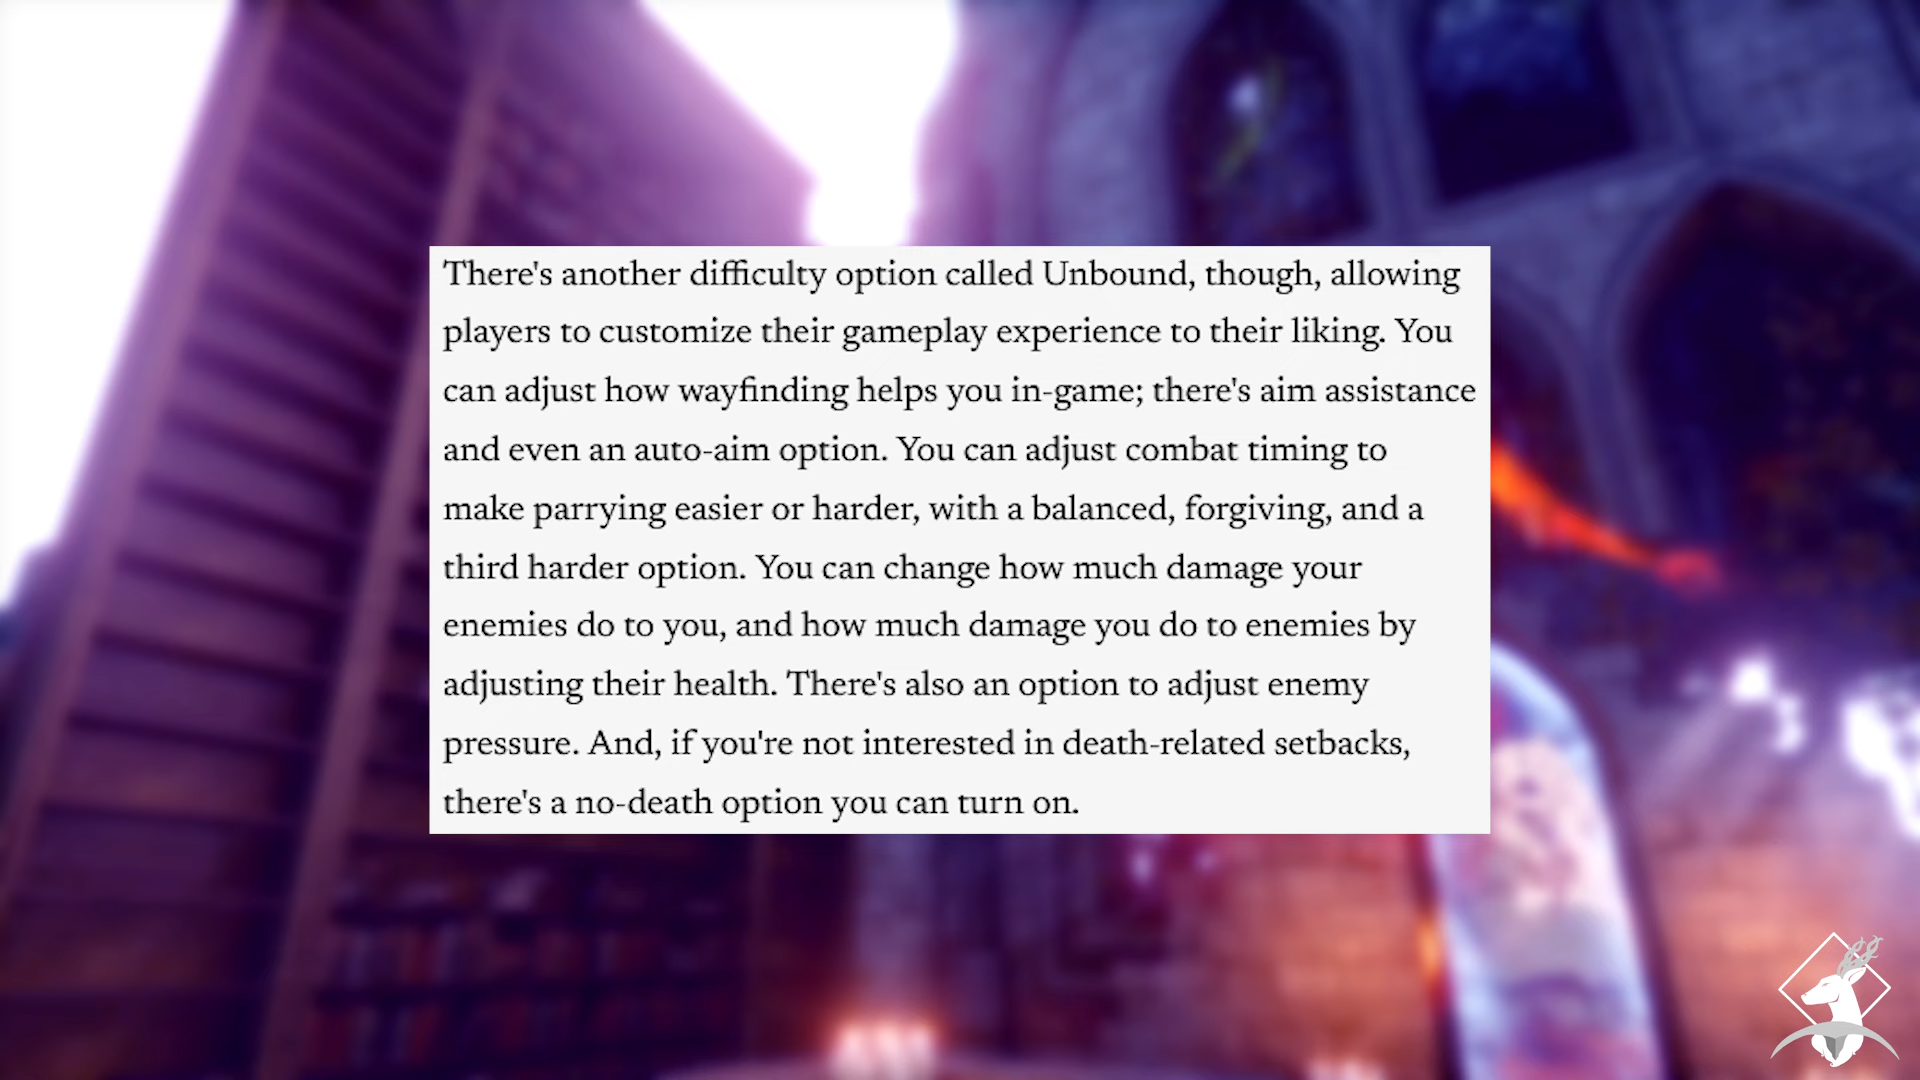 There's another difficulty option called Unbound, though, allowing
players to customize their gameplay experience to their liking. You
can adjust how wayfinding helps you in-game; there's aim assistance
and even an auto-aim option. You can adjust combat timing to
make parrying easier or harder, with a balanced, forgiving, and a
third harder option. You can change how much damage your
enemies do to you, and how much damage you do to enemies by
adjusting their health. There's also an option to adjust enemy
pressure. And, if you're not interested in death-related setbacks,
there's a no-death option you can turn on.